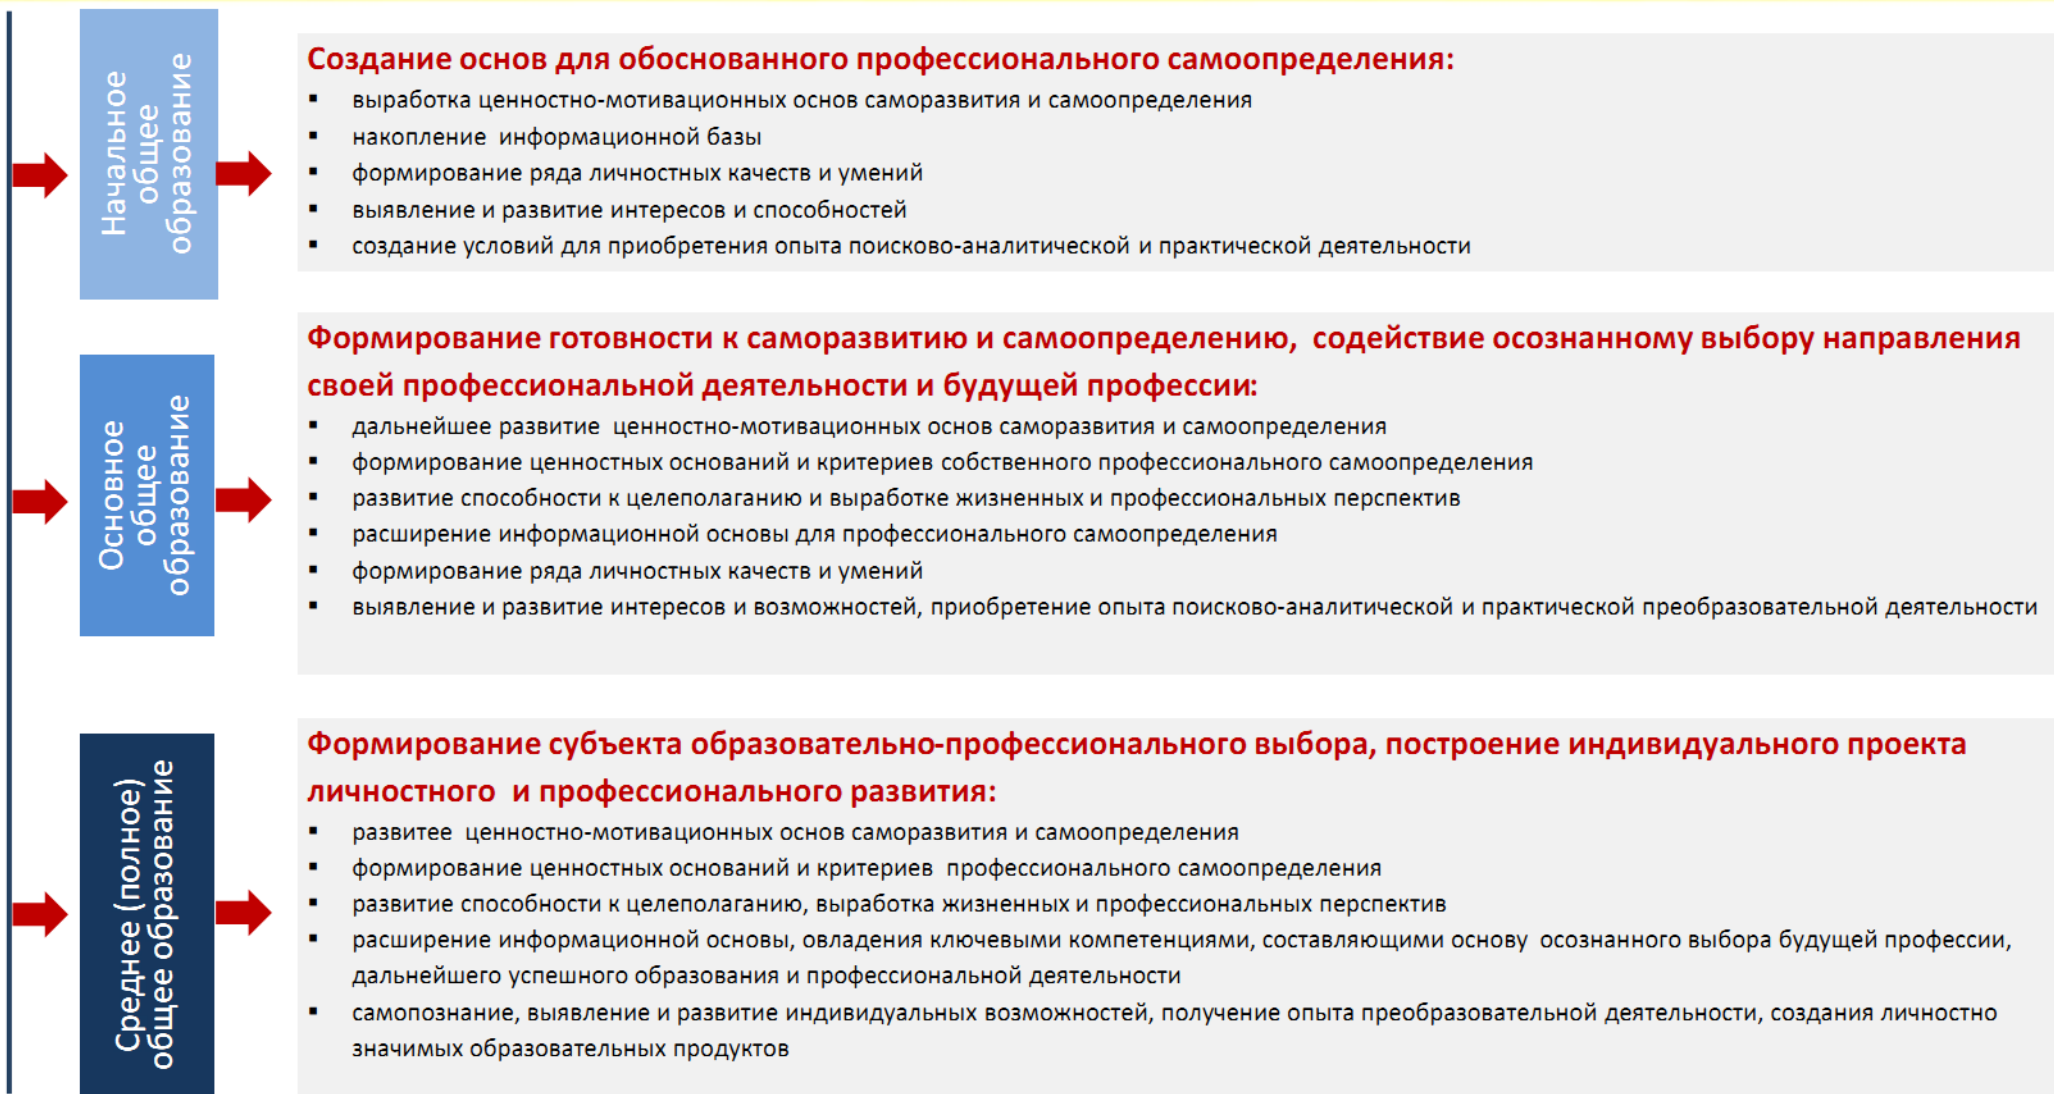 Начальное
общее
образование
Создание основ для обоснованного профессионального самоопределения:
▪ выработка ценностно-мотивационных основ саморазвития и самоопределения
▪ накопление информационной базы
▪ формирование ряда личностных качеств и умений
▪ выявление и развитие интересов и способностей
▪ создание условий для приобретения опыта поисково-аналитической и практической деятельности
Основное
общее
образование
Формирование готовности к саморазвитию и самоопределению, содействие осознанному выбору направления
своей профессиональной деятельности и будущей профессии:
▪ дальнейшее развитие ценностно-мотивационных основ саморазвития и самоопределения
▪ формирование ценностных оснований и критериев собственного профессионального самоопределения
▪ развитие способности к целеполаганию и выработке жизненных и профессиональных перспектив
▪ расширение информационной основы для профессионального самоопределения
▪ формирование ряда личностных качеств и умений
▪ выявление и развитие интересов и возможностей, приобретение опыта поисково-аналитической и практической преобразовательной деятельности
Среднее (полное)
общее образование
Формирование субъекта образовательно-профессионального выбора, построение индивидуального проекта
личностного и профессионального развития:
▪ развитее ценностно-мотивационных основ саморазвития и самоопределения
▪ формирование ценностных оснований и критериев профессионального самоопределения
▪ развитие способности к целеполаганию, выработка жизненных и профессиональных перспектив
▪ расширение информационной основы, овладения ключевыми компетенциями, составляющими основу осознанного выбора будущей профессии,
дальнейшего успешного образования и профессиональной деятельности
▪ самопознание, выявление и развитие индивидуальных возможностей, получение опыта преобразовательной деятельности, создания личностно
значимых образовательных продуктов